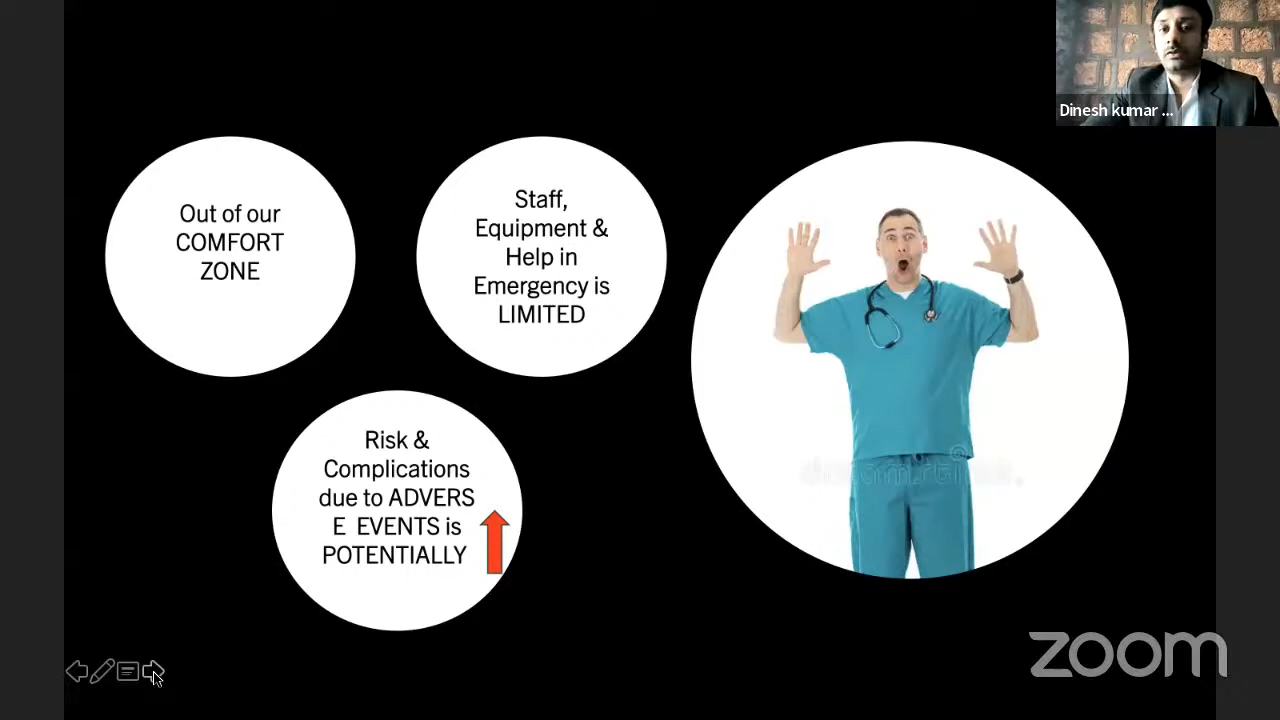 Dinesh kumar ...
Out of our
COMFORT
ZONE
Staff,
Equipment &
Help in
Emergency is
LIMITED
Risk &
Complications
due to ADVERS
E EVENTS is
POTENTIALLY
zoom